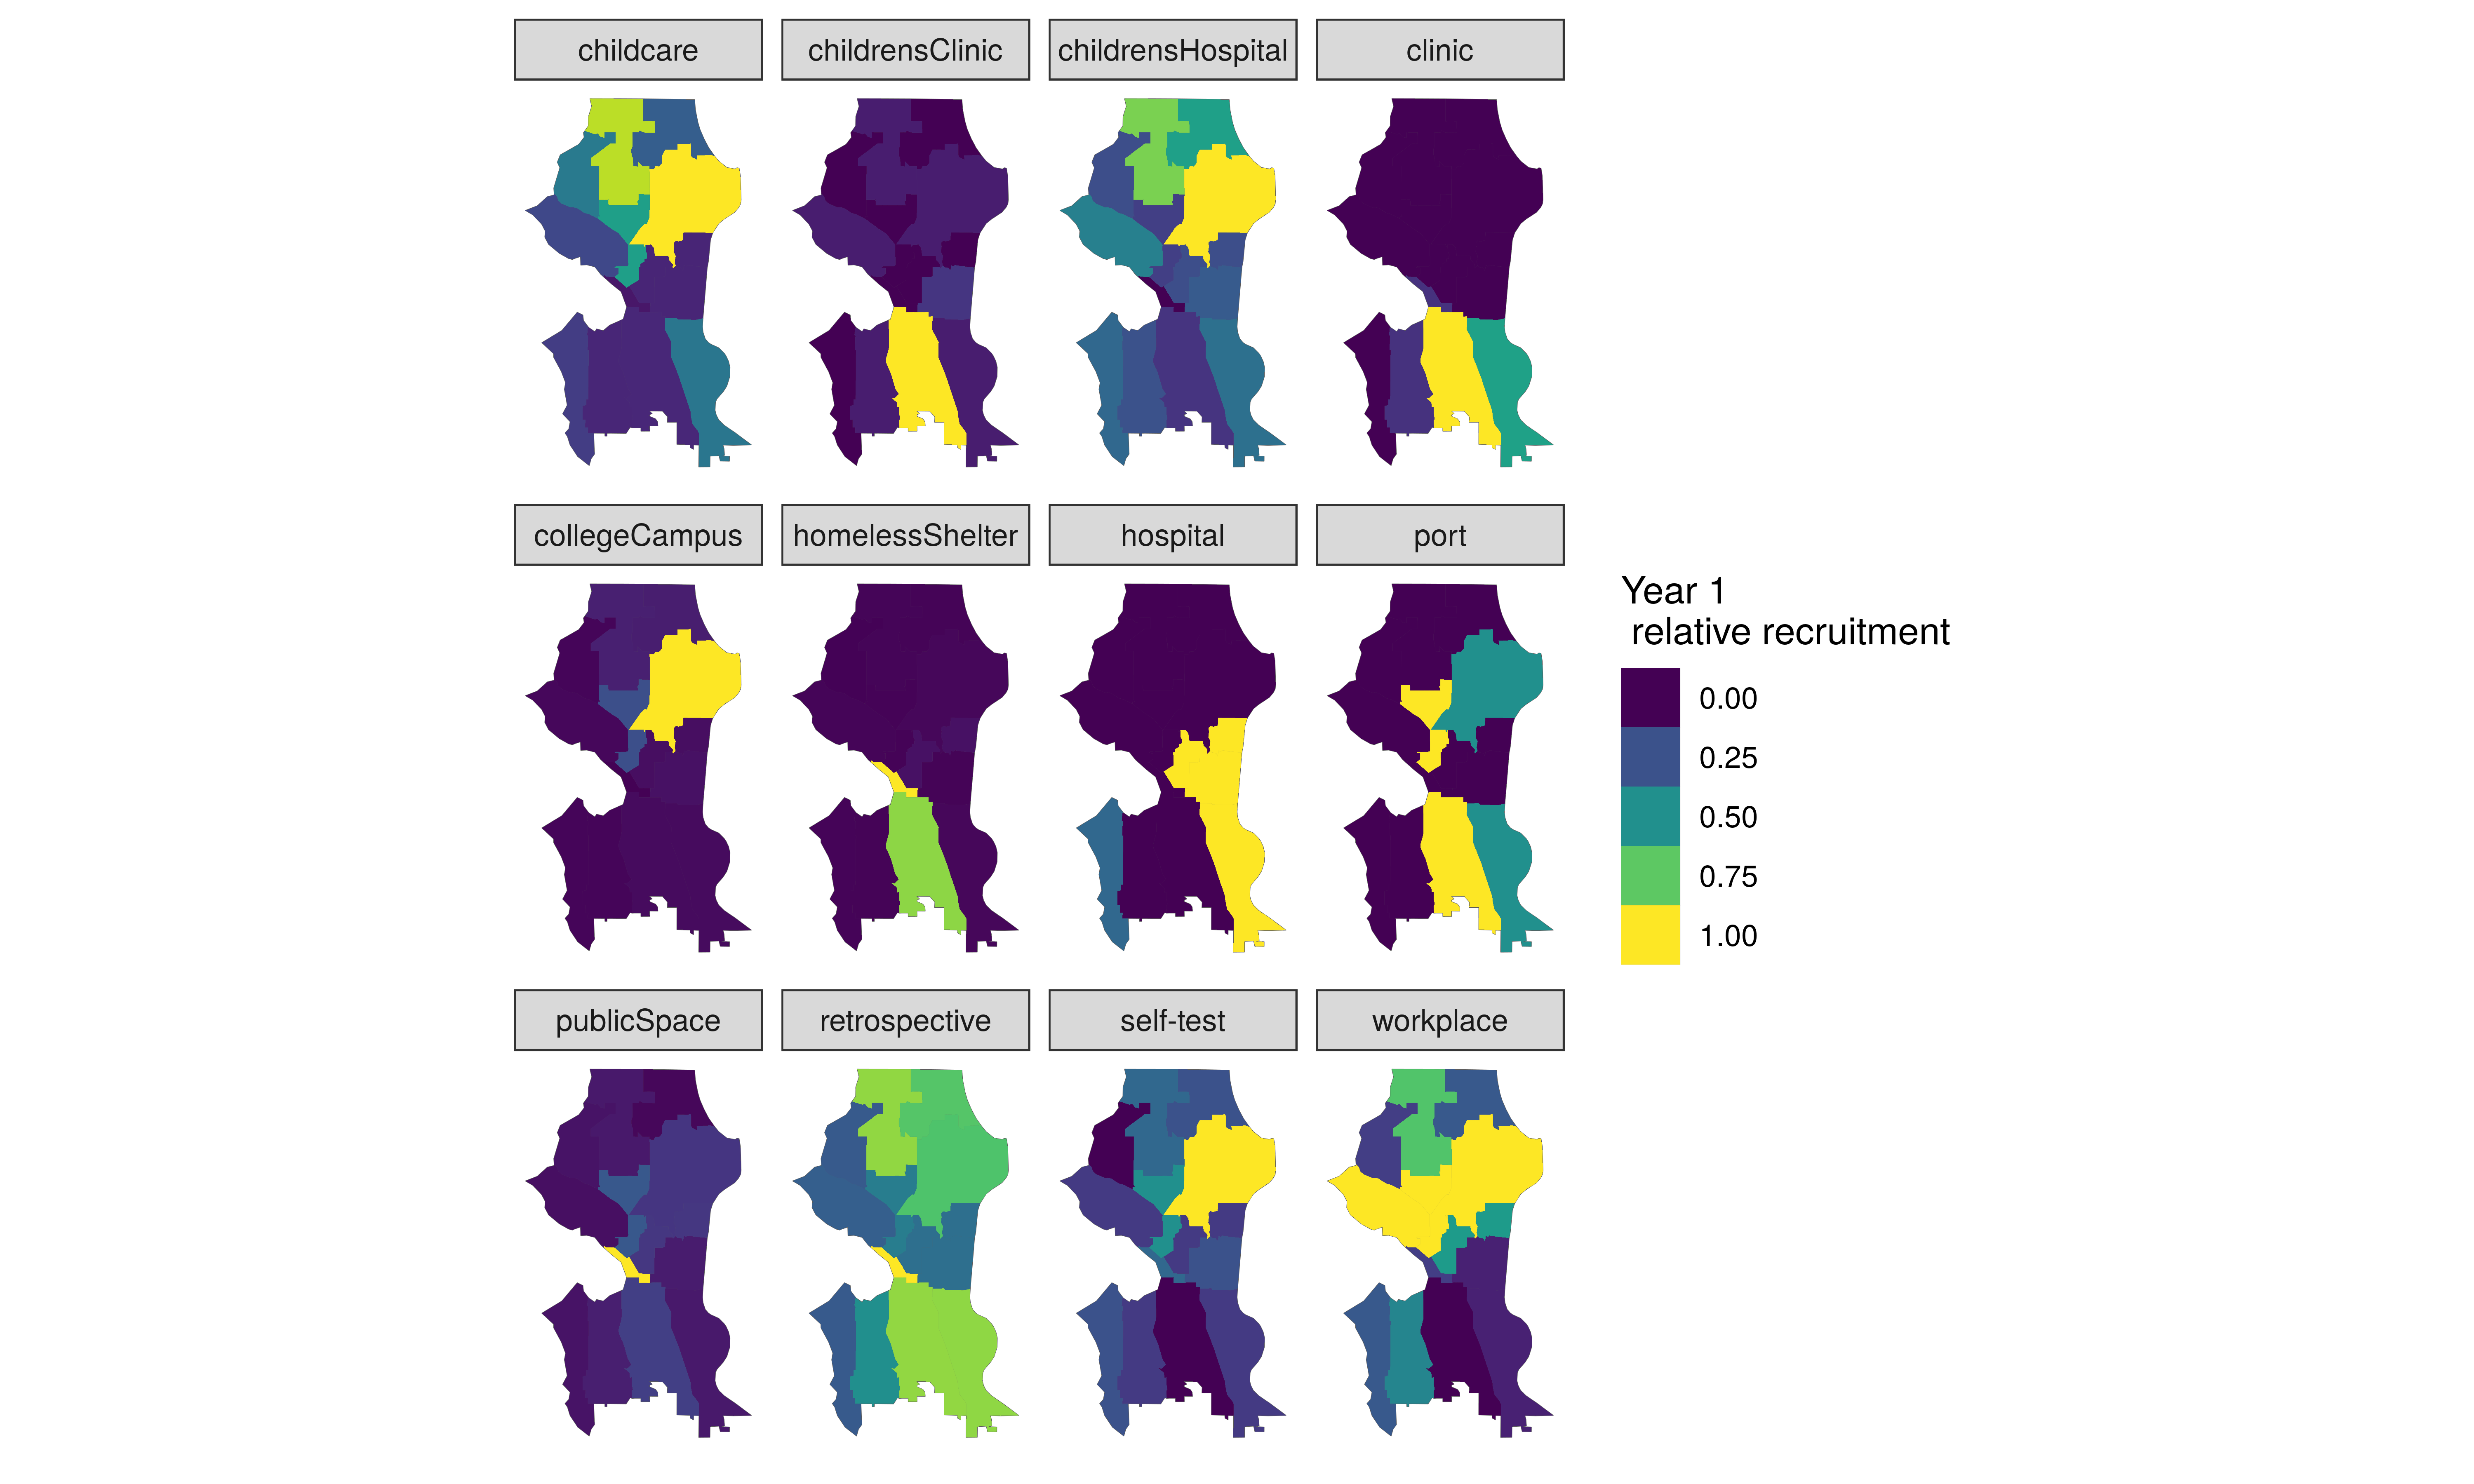 childcare
childrensClinic
childrensHospital
clinic
collegeCampus
homelessShelter
hospital
port
Year 1
relative recruitment
0.00
0.25
0.50
0.75
1.00
publicSpace
retrospective
self-test
workplace